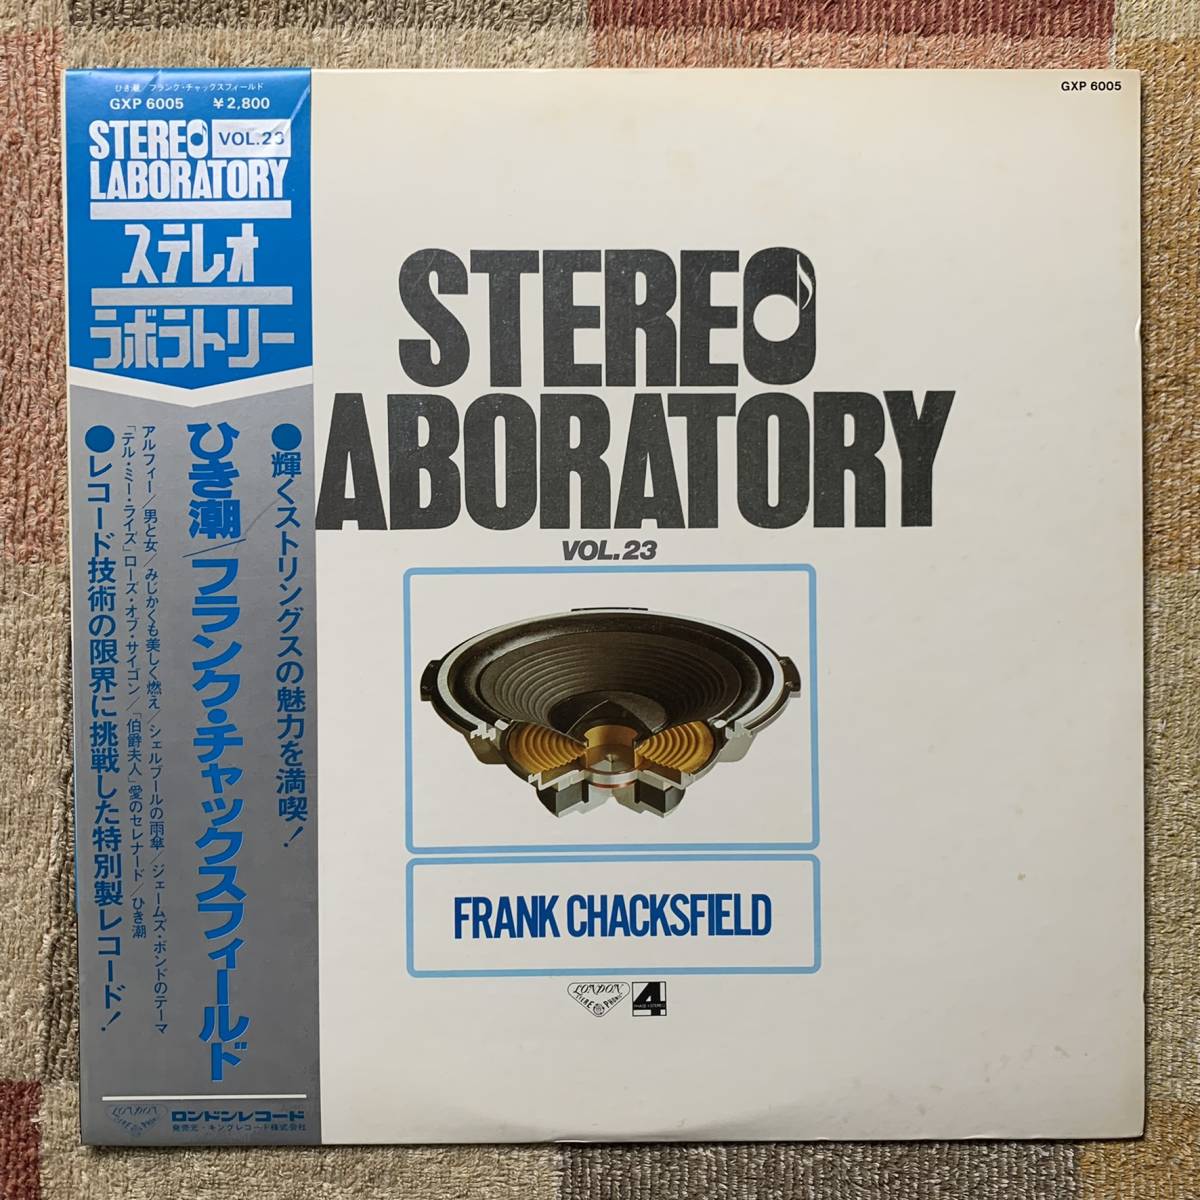 ひき潮/フランク・チャックスフィールド
GXP 6005 ¥2,800
STEREO VOL.23
LABORATORY
ステレオ
ラボラトリー
●輝くストリングスの魅力を満喫!
ひき潮/フランク・チャックスフィールド
アルフィー/男と女/みじかくも美しく燃え/シェルブールの雨傘/ジェームズ・ボンドのテーマ
「テル・ミー・ライズ」ローズ・オブ・サイゴン/「伯爵夫人」愛のセレナード/ひき潮
●レコード技術の限界に挑戦した特別製レコード!
LONDON
ロンドンレコード
発売元・キングレコード株式会社
GXP 6005
STEREO
ABORATORY
VOL.23
FRANK CHACKSFIELD
LONDON
STEREO PHONIC
4
PHASE 4 STEREO